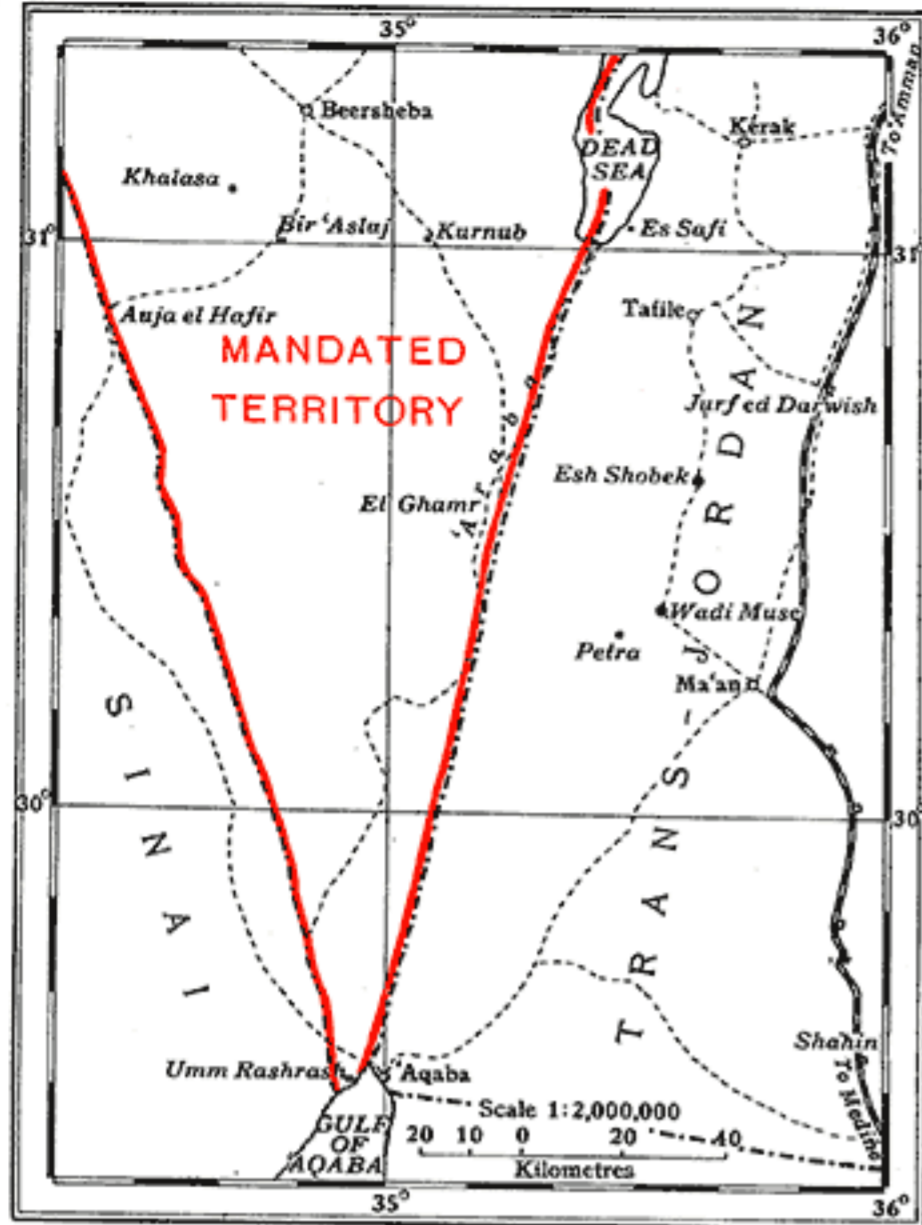 35°
36°
To 'Amman
Beersheba
Kerak
DEAD
SEA
Khalasa
Bir 'Aslaj
Kurnub
Es Safi
31°
31°
Auja el Hafir
Tafile
MANDATED
TERRITORY
Jurf ed Darwish
Esh Shobek
El Ghamr
'Araba
Wadi Muse
Petra
Ma'an
SINAI
TRANS-JORDAN
30°
30°
Shahin
Umm Rashrash
'Aqaba
To Medina
Scale 1:2,000,000
GULF
OF
AQABA
20 10 0 20 40
Kilometres
35°
36°